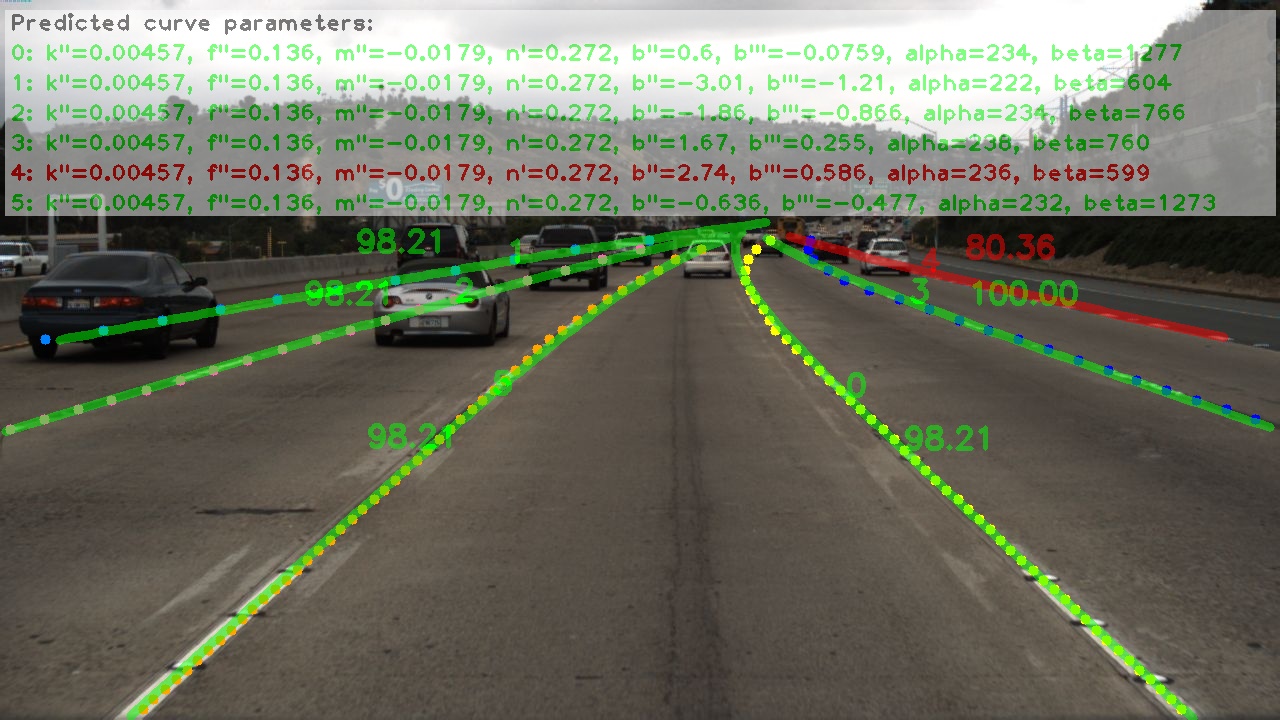 Predicted curve parameters:
0: k''=0.00457, f''=0.136, m''=-0.0179, n'=0.272, b''=0.6, b'''=-0.0759, alpha=234, beta=1277
1: k''=0.00457, f''=0.136, m''=-0.0179, n'=0.272, b''=-3.01, b'''=-1.21, alpha=222, beta=604
2: k''=0.00457, f''=0.136, m''=-0.0179, n'=0.272, b''=-1.86, b'''=-0.866, alpha=234, beta=766
3: k''=0.00457, f''=0.136, m''=-0.0179, n'=0.272, b''=1.67, b'''=0.255, alpha=238, beta=760
4: k''=0.00457, f''=0.136, m''=-0.0179, n'=0.272, b''=2.74, b'''=0.586, alpha=236, beta=599
5: k''=0.00457, f''=0.136, m''=-0.0179, n'=0.272, b''=-0.636, b'''=-0.477, alpha=232, beta=1273
$0
98.21 1 4 80.36
98.21 2 3 100.00
5 0
98.21 98.21